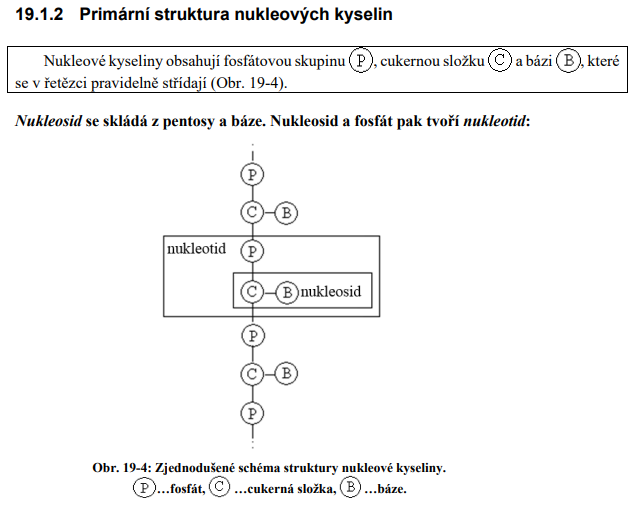 19.1.2 Primární struktura nukleových kyselin
Nukleové kyseliny obsahují fosfátovou skupinu P, cukernou složku C a bázi B, které
se v řetězci pravidelně střídají (Obr. 19-4).
Nukleosid se skládá z pentosy a báze. Nukleosid a fosfát pak tvoří nukleotid:
P
C B
nukleotid P
C B nukleosid
P
C B
P
Obr. 19-4: Zjednodušené schéma struktury nukleové kyseliny.
P…fosfát, C …cukerná složka, B …báze.